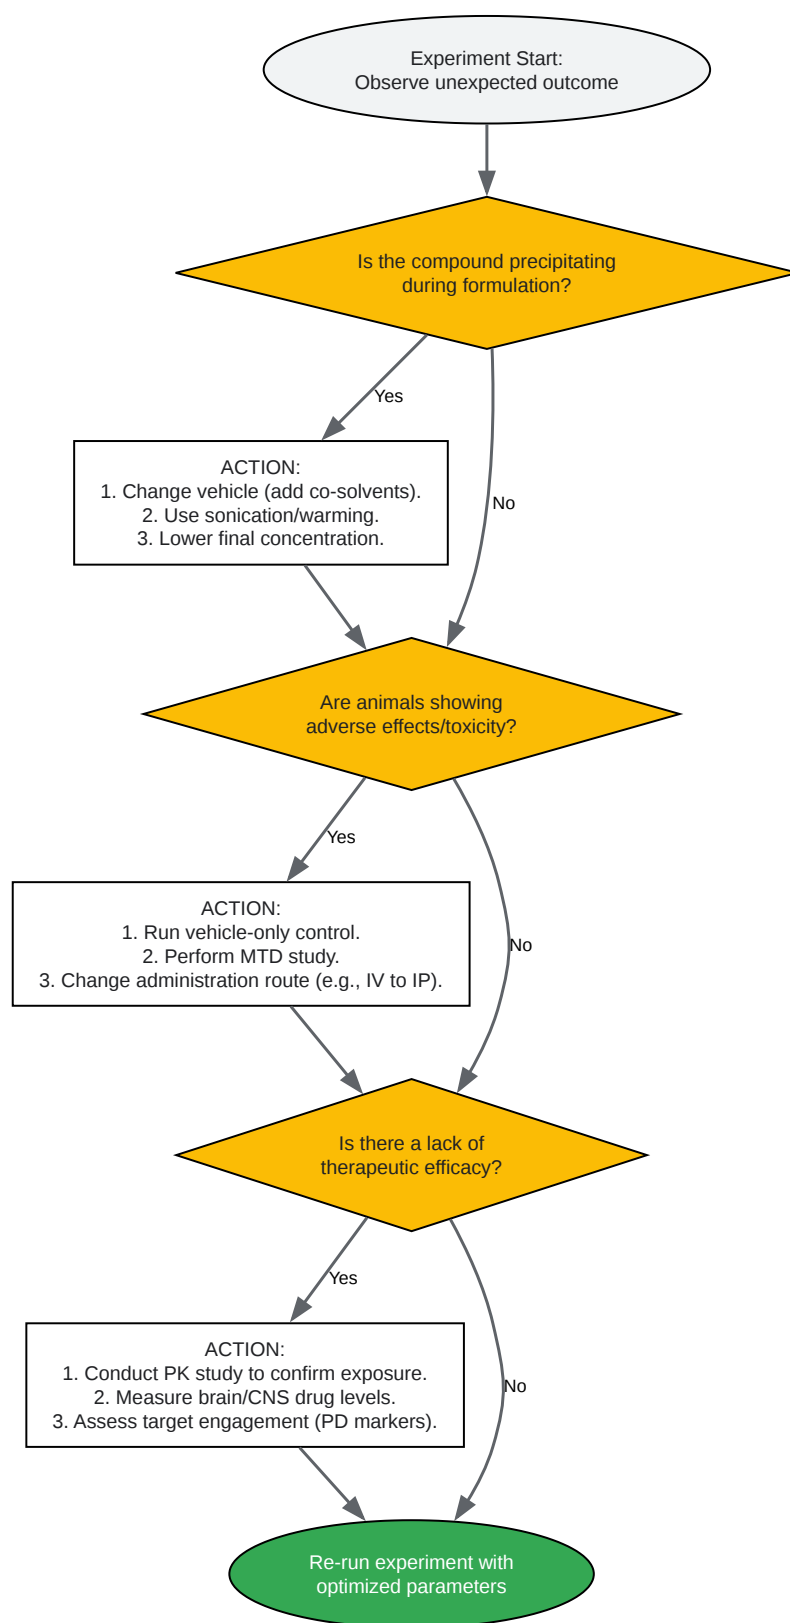 Experiment Start:
Observe unexpected outcome
Is the compound precipitating
during formulation?
Yes
ACTION:
1. Change vehicle (add co-solvents).
2. Use sonication/warming.
3. Lower final concentration.
No
Are animals showing
adverse effects/toxicity?
Yes
ACTION:
1. Run vehicle-only control.
2. Perform MTD study.
3. Change administration route (e.g., IV to IP).
No
Is there a lack of
therapeutic efficacy?
Yes
ACTION:
1. Conduct PK study to confirm exposure.
2. Measure brain/CNS drug levels.
3. Assess target engagement (PD markers).
No
Re-run experiment with
optimized parameters